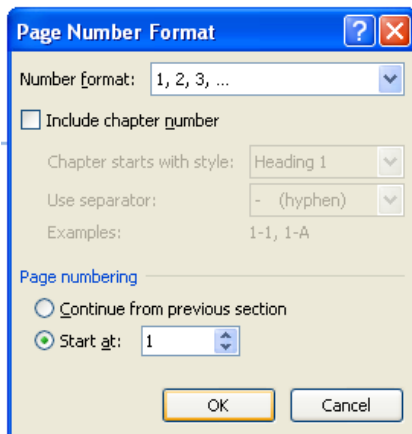 Page Number Format
Number format: 1, 2, 3, ...
Include chapter number
Chapter starts with style: Heading 1
Use separator: - (hyphen)
Examples: 1-1, 1-A
Page numbering
Continue from previous section
Start at: 1
OK Cancel